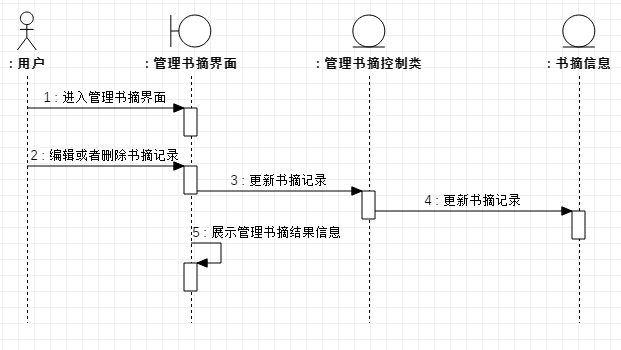 : 用户
: 管理书摘界面
: 管理书摘控制类
: 书摘信息
1 : 进入管理书摘界面
2 : 编辑或者删除书摘记录
3 : 更新书摘记录
4 : 更新书摘记录
5 : 展示管理书摘结果信息